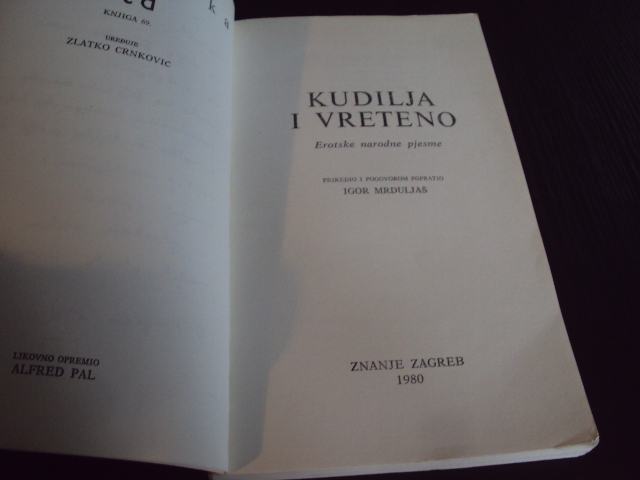 KNJIGA 69.
UREĐUJE
ZLATKO CRNKOVIĆ
LIKOVNO OPREMIO
ALFRED PAL
KUDILJA
I VRETENO
Erotske narodne pjesme
PRIREDIO I POGOVOROM POPRATIO
IGOR MRDULJAŠ
ZNANJE ZAGREB
1980